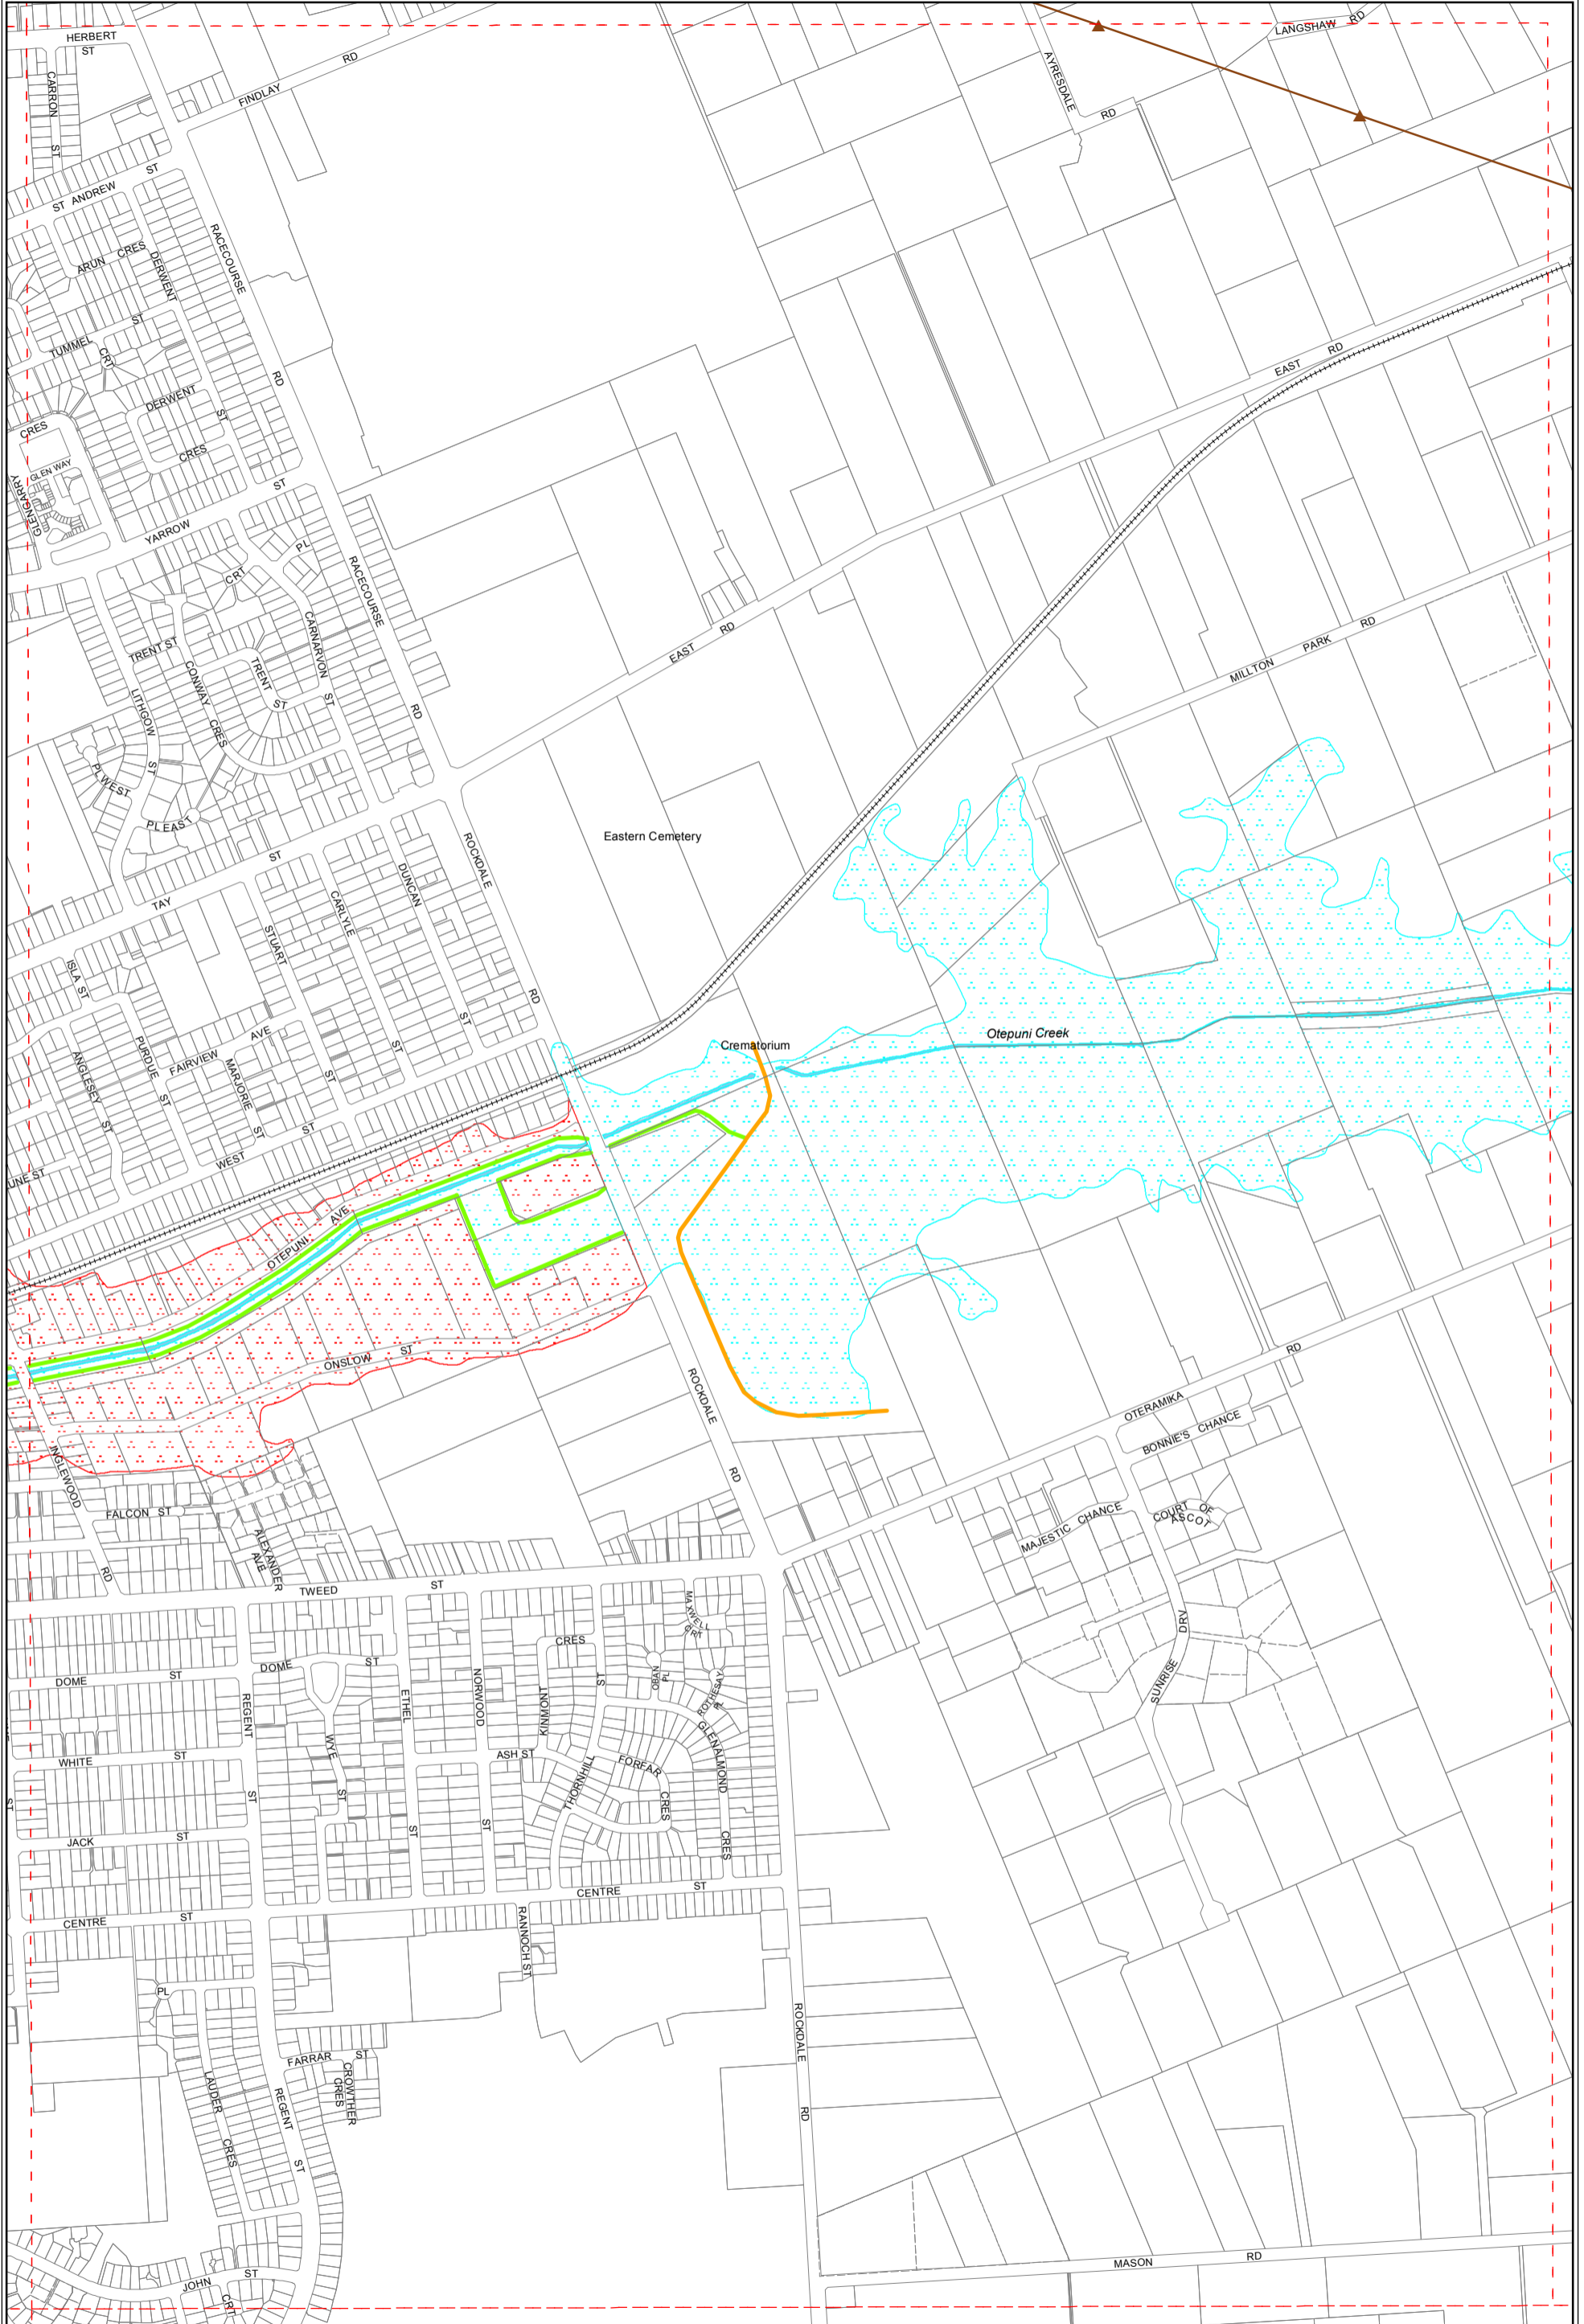 HERBERT
ST
CARRON
ST
FINDLAY
RD
AYRESDALE
RD
LANGSHAW RD
ST ANDREW
ST
ARUN CRES
DERWENT
RACECOURSE
RD
TUMMEL
ST
CRT
DERWENT
ST
CRES
CRES
GLEN WAY
GLENGARRY
YARROW
ST
EAST
RD
PL
CRT
RACECOURSE
RD
CARNARVON
ST
TRENT ST
CONWAY
CRES
TRENT
ST
LITHGOW
ST
EAST
RD
MILLTON PARK RD
PLWEST
PLEAST
TAY
ST
Eastern Cemetery
ROCKDALE
RD
DUNCAN
ST
CARLYLE
ST
STUART
ST
ISLA ST
ANGLESEY
ST
PURDUE
ST
FAIRVIEW
AVE
MARJORIE
ST
WEST
ST
UNE ST
Crematorium
Otepuni Creek
OTEPUNI
AVE
ONSLOW
ST
ROCKDALE
RD
OTERAMIKA
RD
BONNIE'S CHANCE
MAJESTIC CHANCE
COURT OF
ASCOT
INGLEWOOD
RD
FALCON ST
ALEXANDER
AVE
TWEED
ST
MAXWELL
CRT
CRES
DOME
ST
DOME
ST
REGENT
ST
ETHEL
ST
NORWOOD
ST
KINMONT
ST
OBAN
PL
ROTHESAY
PL
GLENALMOND
CRES
SUNRISE
DRV
WYE
ST
WHITE
ST
ASH ST
THORNHILL
FORFAR
CRES
ST
JACK
ST
CENTRE
ST
CENTRE
ST
RANNOCH ST
PL
LAUDER
CRES
REGENT
ST
FARRAR
ST
CROWTHER
CRES
ROCKDALE
RD
JOHN
ST
CRT
MASON
RD